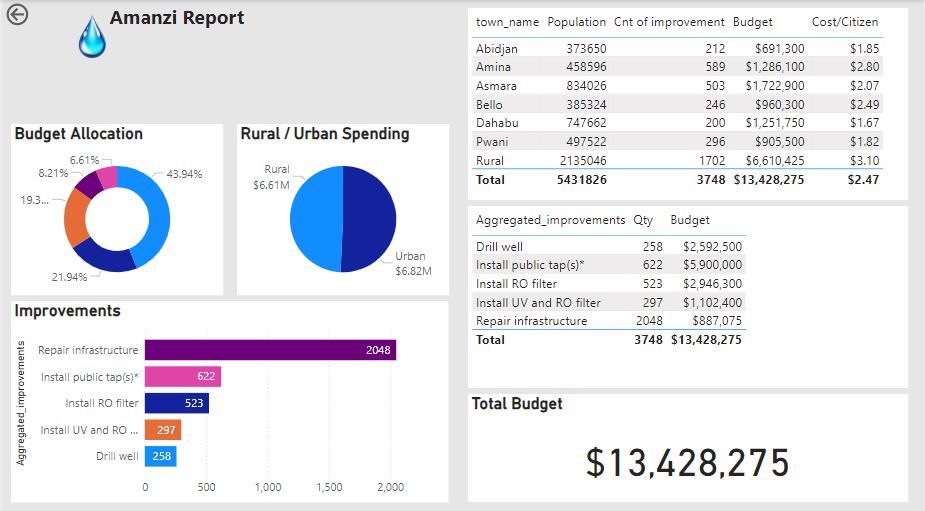 Amanzi Report
Budget Allocation
6.61%
8.21%
43.94%
19.3...
21.94%
Rural / Urban Spending
Rural
$6.61M
Urban
$6.82M
Improvements
Aggregated_improvements
Repair infrastructure 2048
Install public tap(s)* 622
Install RO filter 523
Install UV and RO ... 297
Drill well 258
0 500 1,000 1,500 2,000
town_name Population Cnt of improvement Budget Cost/Citizen
Abidjan 373650 212 $691,300 $1.85
Amina 458596 589 $1,286,100 $2.80
Asmara 834026 503 $1,722,900 $2.07
Bello 385324 246 $960,300 $2.49
Dahabu 747662 200 $1,251,750 $1.67
Pwani 497522 296 $905,500 $1.82
Rural 2135046 1702 $6,610,425 $3.10
Total 5431826 3748 $13,428,275 $2.47
Aggregated_improvements Qty Budget
Drill well 258 $2,592,500
Install public tap(s)* 622 $5,900,000
Install RO filter 523 $2,946,300
Install UV and RO filter 297 $1,102,400
Repair infrastructure 2048 $887,075
Total 3748 $13,428,275
Total Budget
$13,428,275